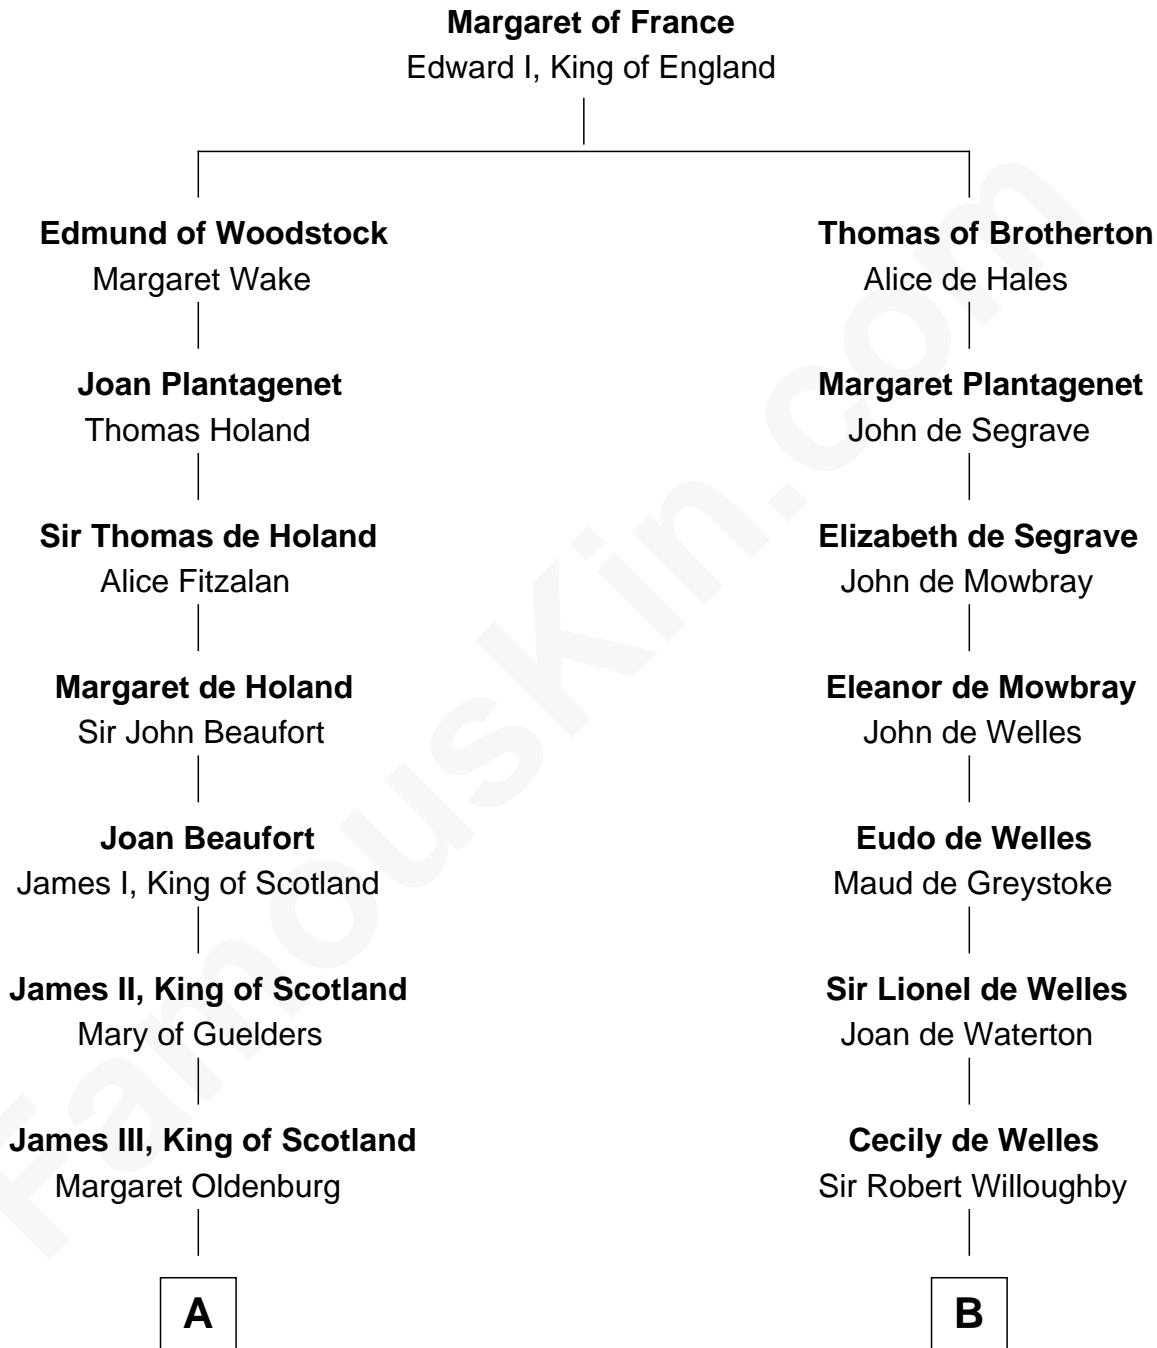 Margaret of France
Edward I, King of England
Edmund of Woodstock
Margaret Wake
Thomas of Brotherton
Alice de Hales
Joan Plantagenet
Thomas Holand
Margaret Plantagenet
John de Segrave
Sir Thomas de Holand
Alice Fitzalan
Elizabeth de Segrave
John de Mowbray
Margaret de Holand
Sir John Beaufort
Eleanor de Mowbray
John de Welles
Joan Beaufort
James I, King of Scotland
Eudo de Welles
Maud de Greystoke
James II, King of Scotland
Mary of Guelders
Sir Lionel de Welles
Joan de Waterton
James III, King of Scotland
Margaret Oldenburg
Cecily de Welles
Sir Robert Willoughby
A
B
FamousKin.com